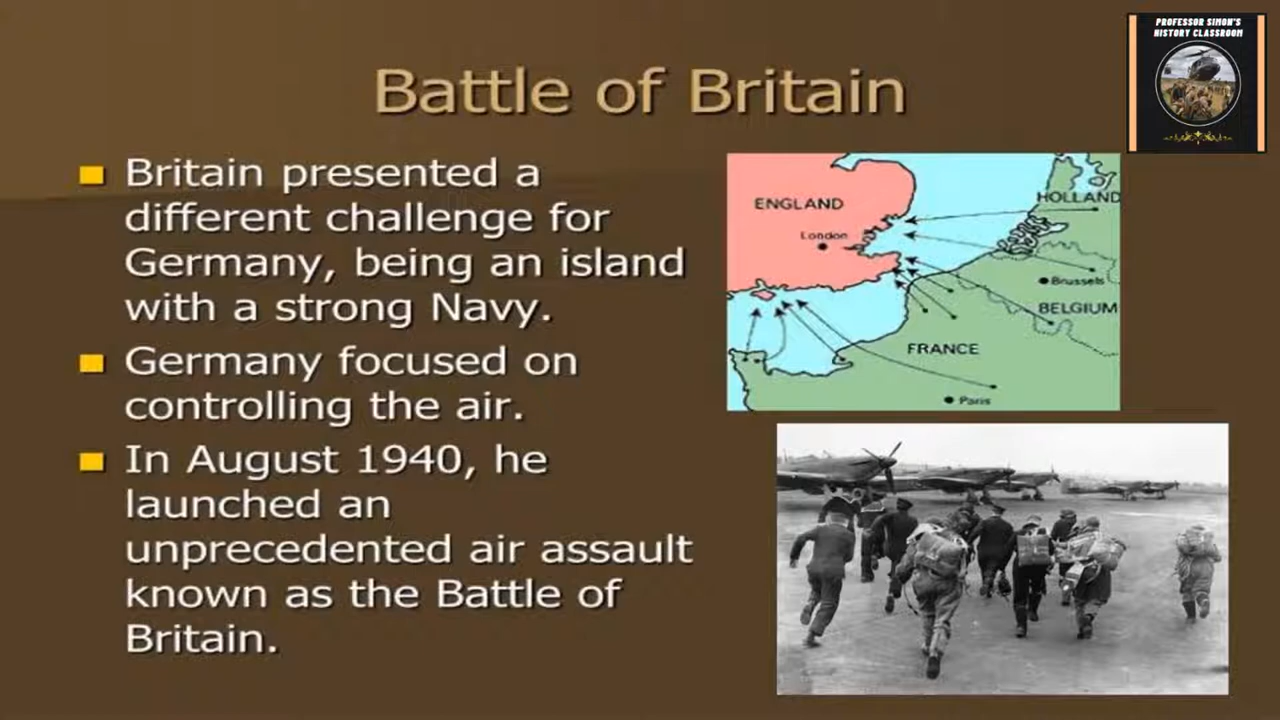 PROFESSOR SIMON'S
HISTORY CLASSROOM
Battle of Britain
Britain presented a
different challenge for
Germany, being an island
with a strong Navy.
Germany focused on
controlling the air.
In August 1940, he
launched an
unprecedented air assault
known as the Battle of
Britain.
ENGLAND
London
HOLLAND
Brussels
BELGIUM
FRANCE
Paris